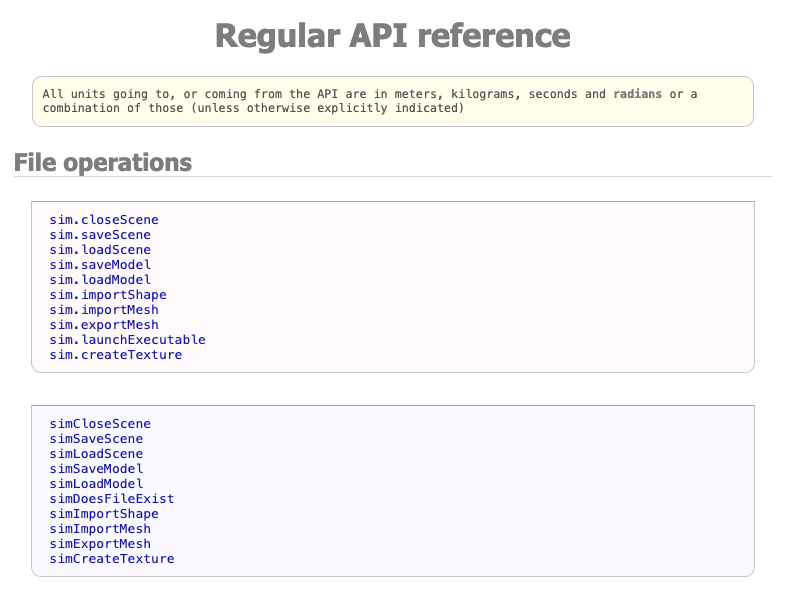 Regular API reference
All units going to, or coming from the API are in meters, kilograms, seconds and radians or a
combination of those (unless otherwise explicitly indicated)
File operations
sim.closeScene
sim.saveScene
sim.loadScene
sim.saveModel
sim.loadModel
sim.importShape
sim.importMesh
sim.exportMesh
sim.launchExecutable
sim.createTexture
simCloseScene
simSaveScene
simLoadScene
simSaveModel
simLoadModel
simDoesFileExist
simImportShape
simImportMesh
simExportMesh
simCreateTexture